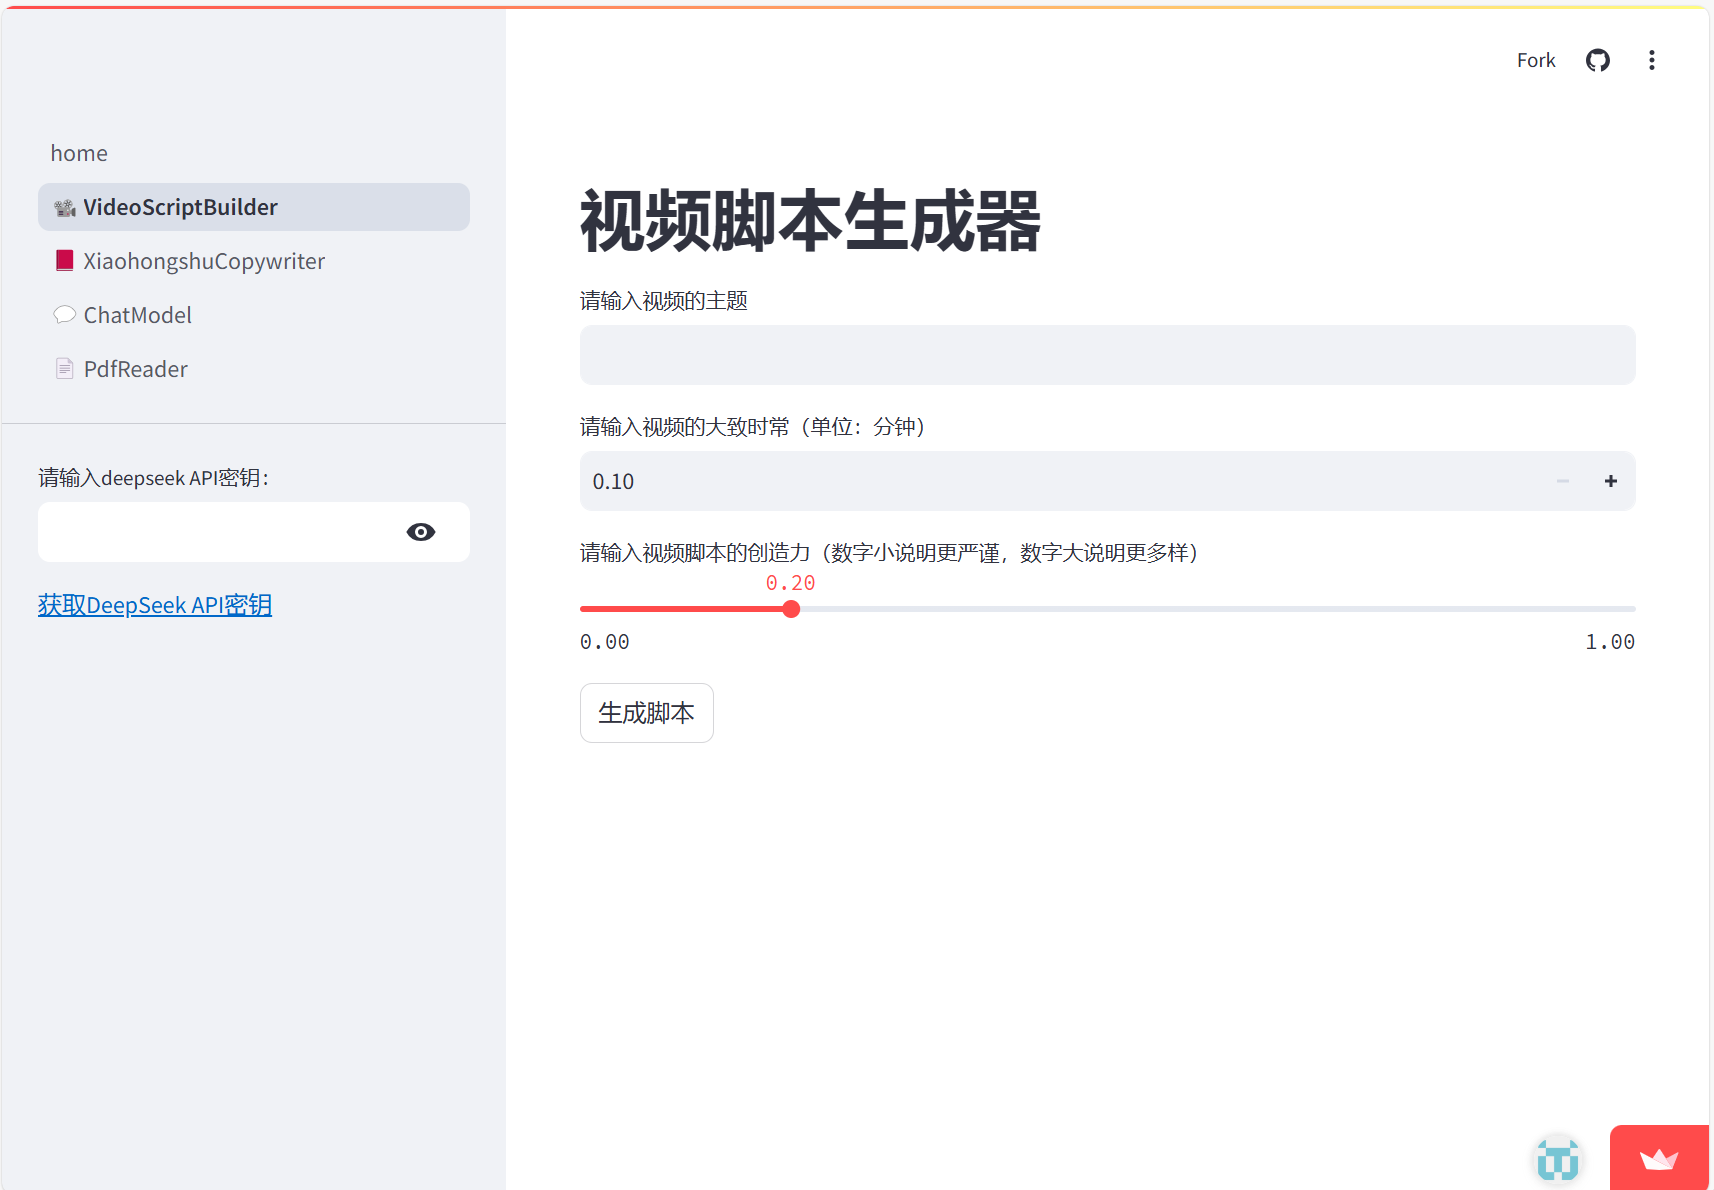 Fork
home
VideoScriptBuilder
XiaohongshuCopywriter
ChatModel
PdfReader
请输入deepseek API密钥：
获取DeepSeek API密钥
视频脚本生成器
请输入视频的主题
请输入视频的大致时常（单位：分钟）
0.10
请输入视频脚本的创造力（数字小说明更严谨，数字大说明更多样）
0.20
0.00 1.00
生成脚本